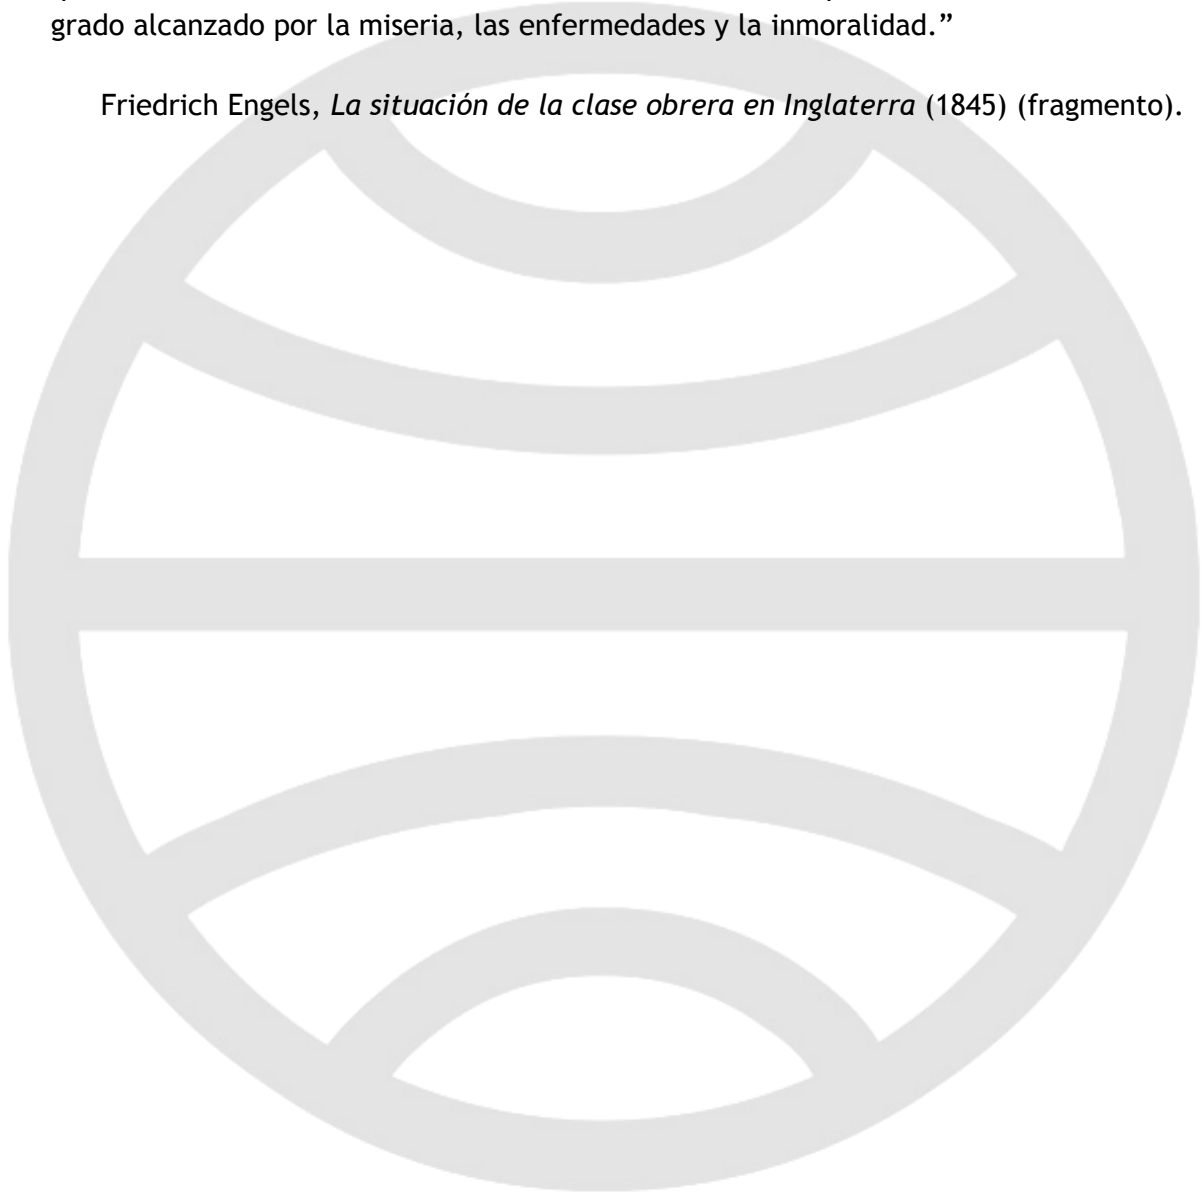 grado alcanzado por la miseria, las enfermedades y la inmoralidad.”
Friedrich Engels, La situación de la clase obrera en Inglaterra (1845) (fragmento).